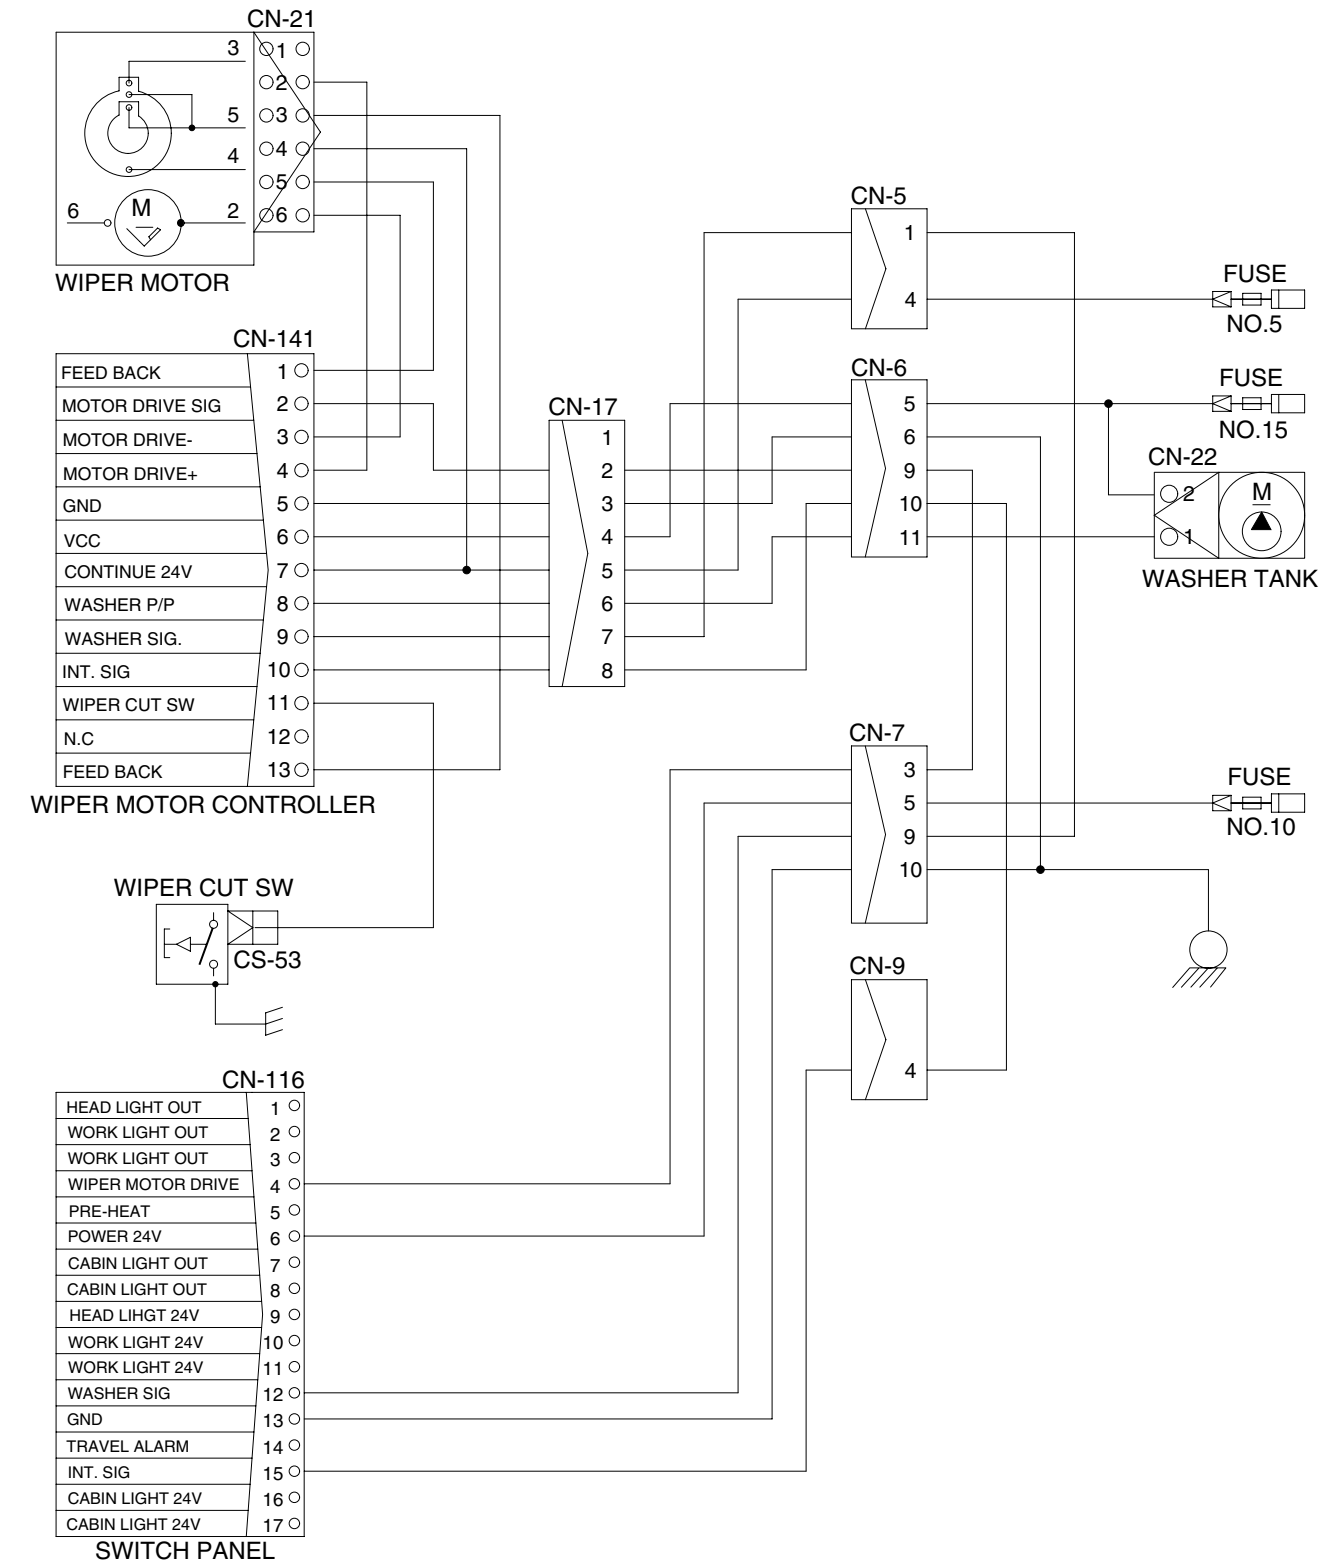 CN-21
3
5
4
6
M
2
1
2
3
4
5
6
WIPER MOTOR
CN-141
FEED BACK 1
MOTOR DRIVE SIG 2
MOTOR DRIVE- 3
MOTOR DRIVE+ 4
GND 5
VCC 6
CONTINUE 24V 7
WASHER P/P 8
WASHER SIG. 9
INT. SIG 10
WIPER CUT SW 11
N.C 12
FEED BACK 13
WIPER MOTOR CONTROLLER
CN-17
1
2
3
4
5
6
7
8
CN-5
1
4
FUSE
NO.5
CN-6
5
6
9
10
11
FUSE
NO.15
CN-22
2
1
M
WASHER TANK
CN-7
3
5
9
10
FUSE
NO.10
CN-9
4
WIPER CUT SW
CS-53
CN-116
HEAD LIGHT OUT 1
WORK LIGHT OUT 2
WORK LIGHT OUT 3
WIPER MOTOR DRIVE 4
PRE-HEAT 5
POWER 24V 6
CABIN LIGHT OUT 7
CABIN LIGHT OUT 8
HEAD LIHGT 24V 9
WORK LIGHT 24V 10
WORK LIGHT 24V 11
WASHER SIG 12
GND 13
TRAVEL ALARM 14
INT. SIG 15
CABIN LIGHT 24V 16
CABIN LIGHT 24V 17
SWITCH PANEL